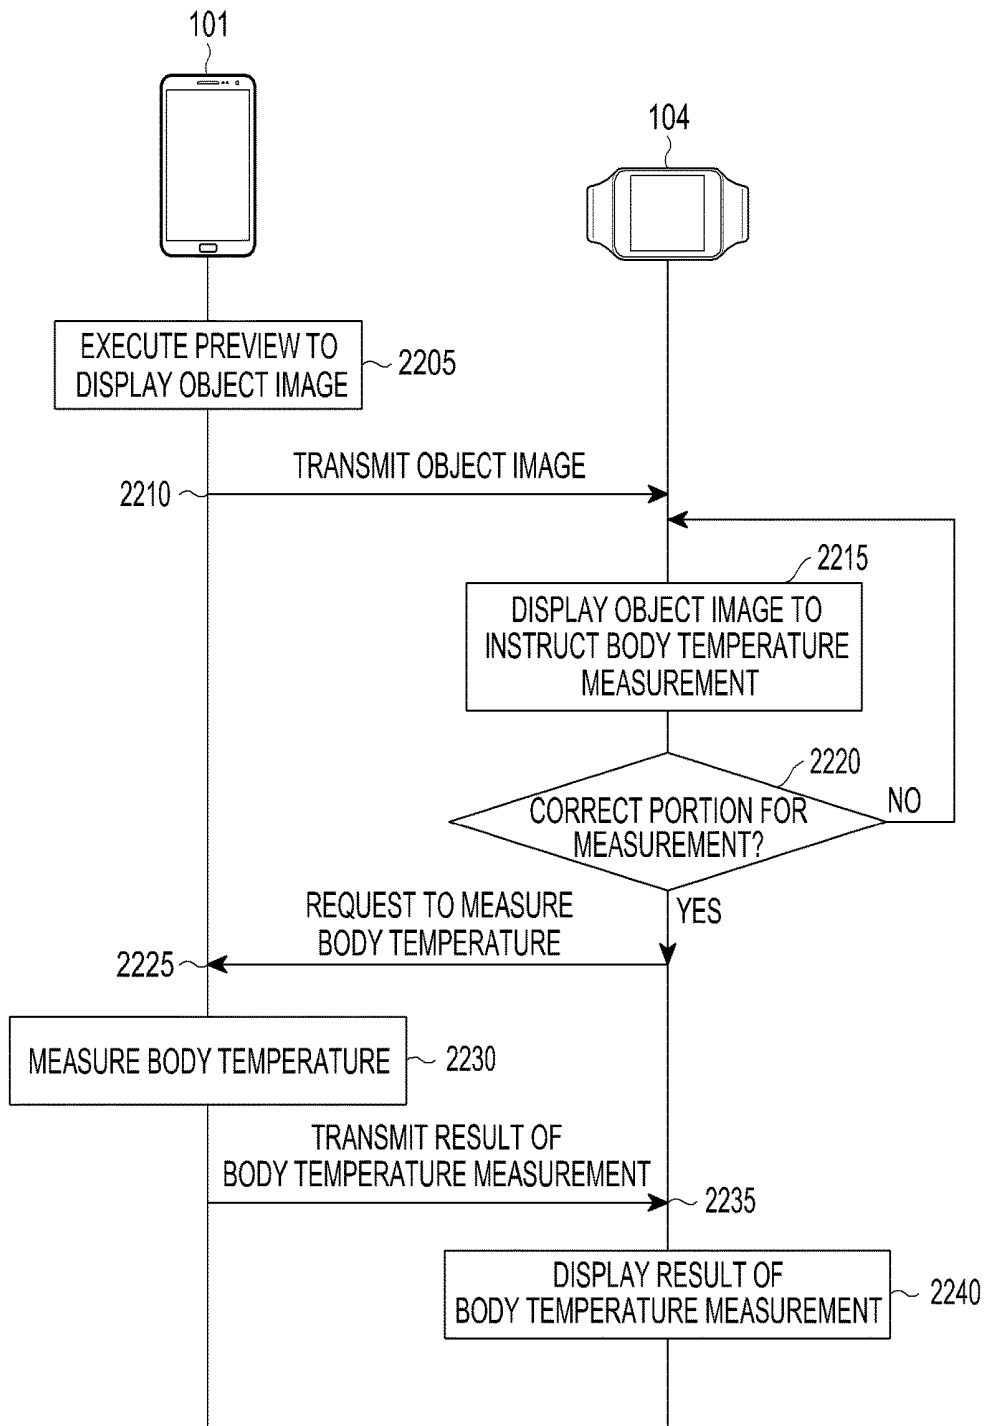 101
104
EXECUTE PREVIEW TO
DISPLAY OBJECT IMAGE
2205
TRANSMIT OBJECT IMAGE
2210
2215
DISPLAY OBJECT IMAGE TO
INSTRUCT BODY TEMPERATURE
MEASUREMENT
2220
CORRECT PORTION FOR
MEASUREMENT?
NO
YES
REQUEST TO MEASURE
BODY TEMPERATURE
2225
MEASURE BODY TEMPERATURE
2230
TRANSMIT RESULT OF
BODY TEMPERATURE MEASUREMENT
2235
DISPLAY RESULT OF
BODY TEMPERATURE MEASUREMENT
2240